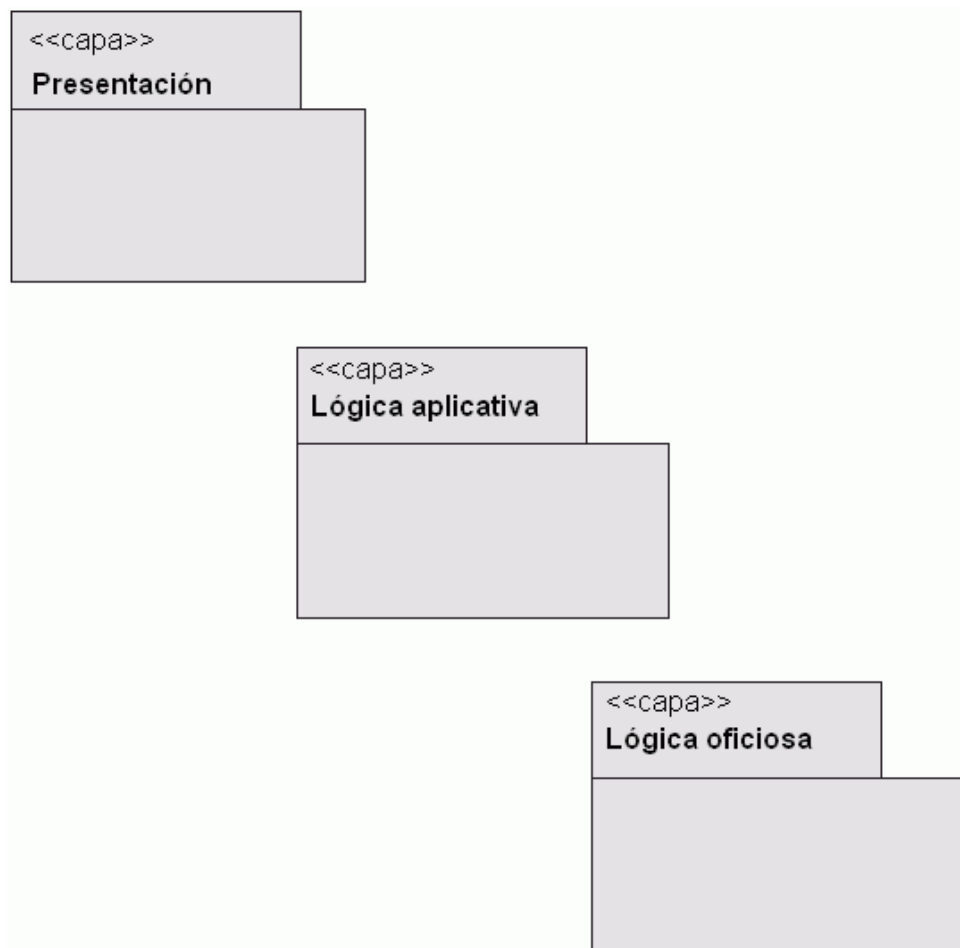 <<capa>>
Presentación
<<capa>>
Lógica aplicativa
<<capa>>
Lógica oficiosa